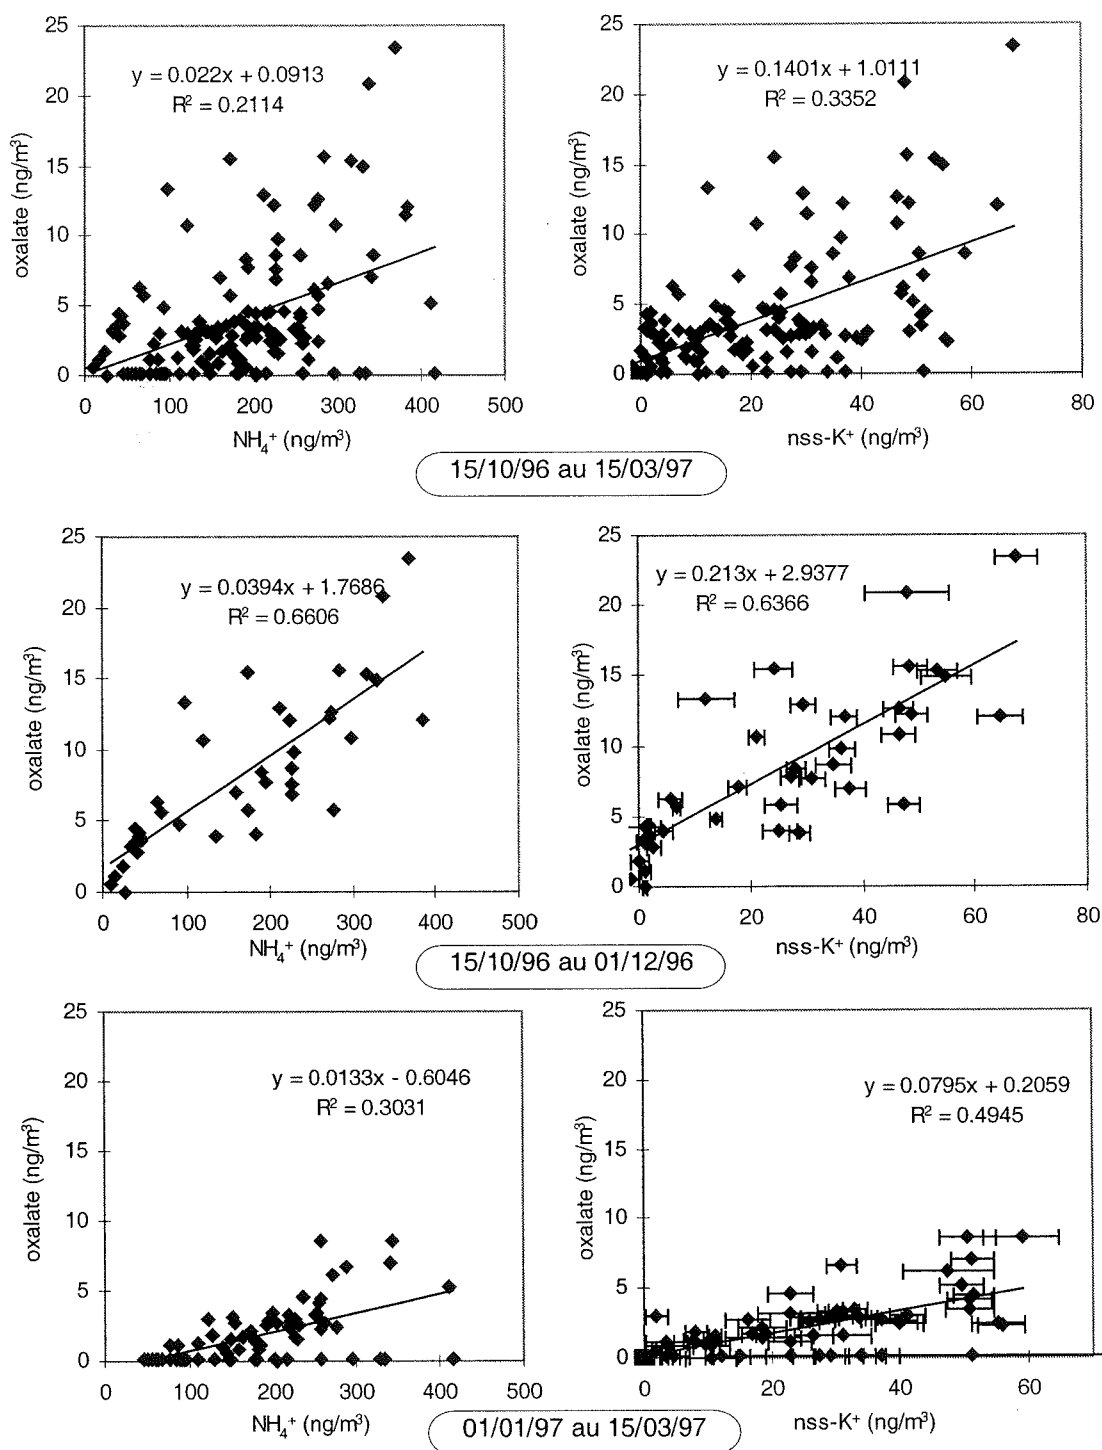 25
20
15
10
5
0
oxalate (ng/m³)
y = 0.022x + 0.0913
R² = 0.2114
0 100 200 300 400 500
NH₄⁺ (ng/m³)
25
20
15
10
5
0
oxalate (ng/m³)
y = 0.1401x + 1.0111
R² = 0.3352
0 20 40 60 80
nss-K⁺ (ng/m³)
15/10/96 au 15/03/97
25
20
15
10
5
0
oxalate (ng/m³)
y = 0.0394x + 1.7686
R² = 0.6606
0 100 200 300 400 500
NH₄⁺ (ng/m³)
25
20
15
10
5
0
oxalate (ng/m³)
y = 0.213x + 2.9377
R² = 0.6366
0 20 40 60 80
nss-K⁺ (ng/m³)
15/10/96 au 01/12/96
25
20
15
10
5
0
oxalate (ng/m³)
y = 0.0133x - 0.6046
R² = 0.3031
0 100 200 300 400 500
NH₄⁺ (ng/m³)
25
20
15
10
5
0
oxalate (ng/m³)
y = 0.0795x + 0.2059
R² = 0.4945
0 20 40 60
nss-K⁺ (ng/m³)
01/01/97 au 15/03/97